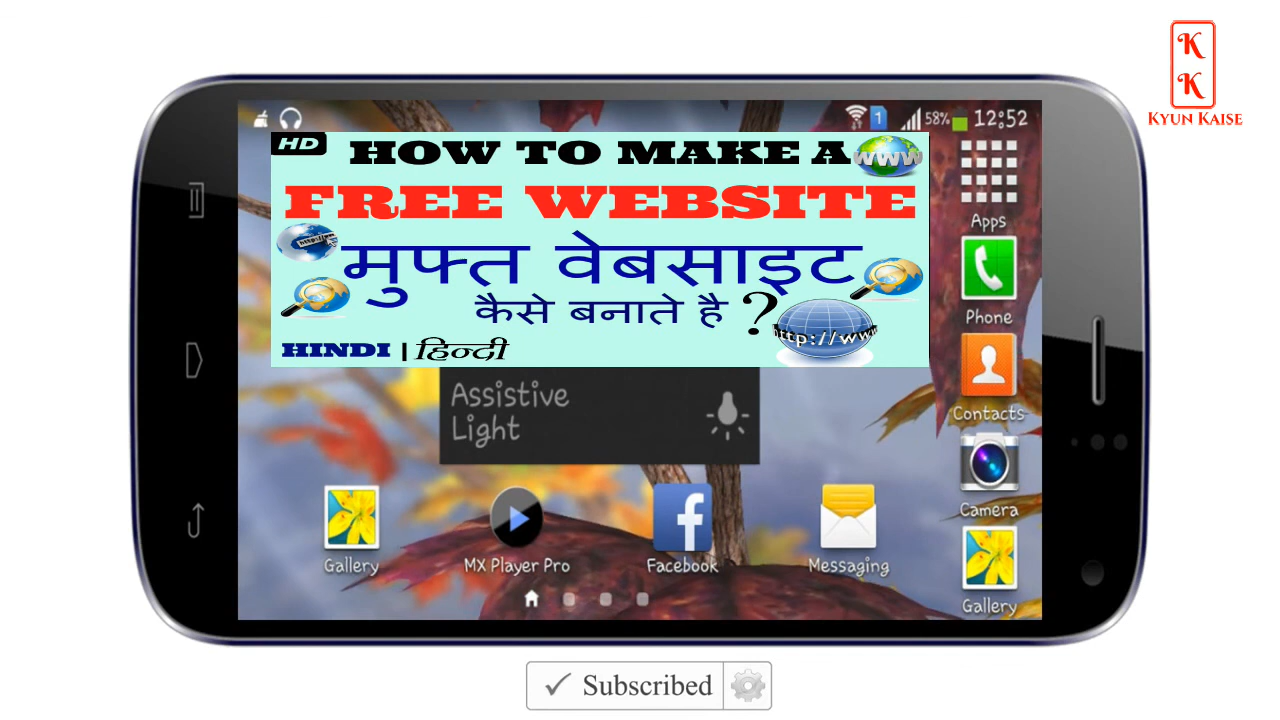 K
K
KYUN KAISE
1 58% 12:52
HD
HOW TO MAKE A
www
FREE WEBSITE
मुफ्त वेबसाइट
कैसे बनाते है ?
http://www
HINDI | हिन्दी
Apps
Phone
Contacts
Camera
Gallery
Assistive
Light
Gallery
MX Player Pro
Facebook
Messaging
Subscribed